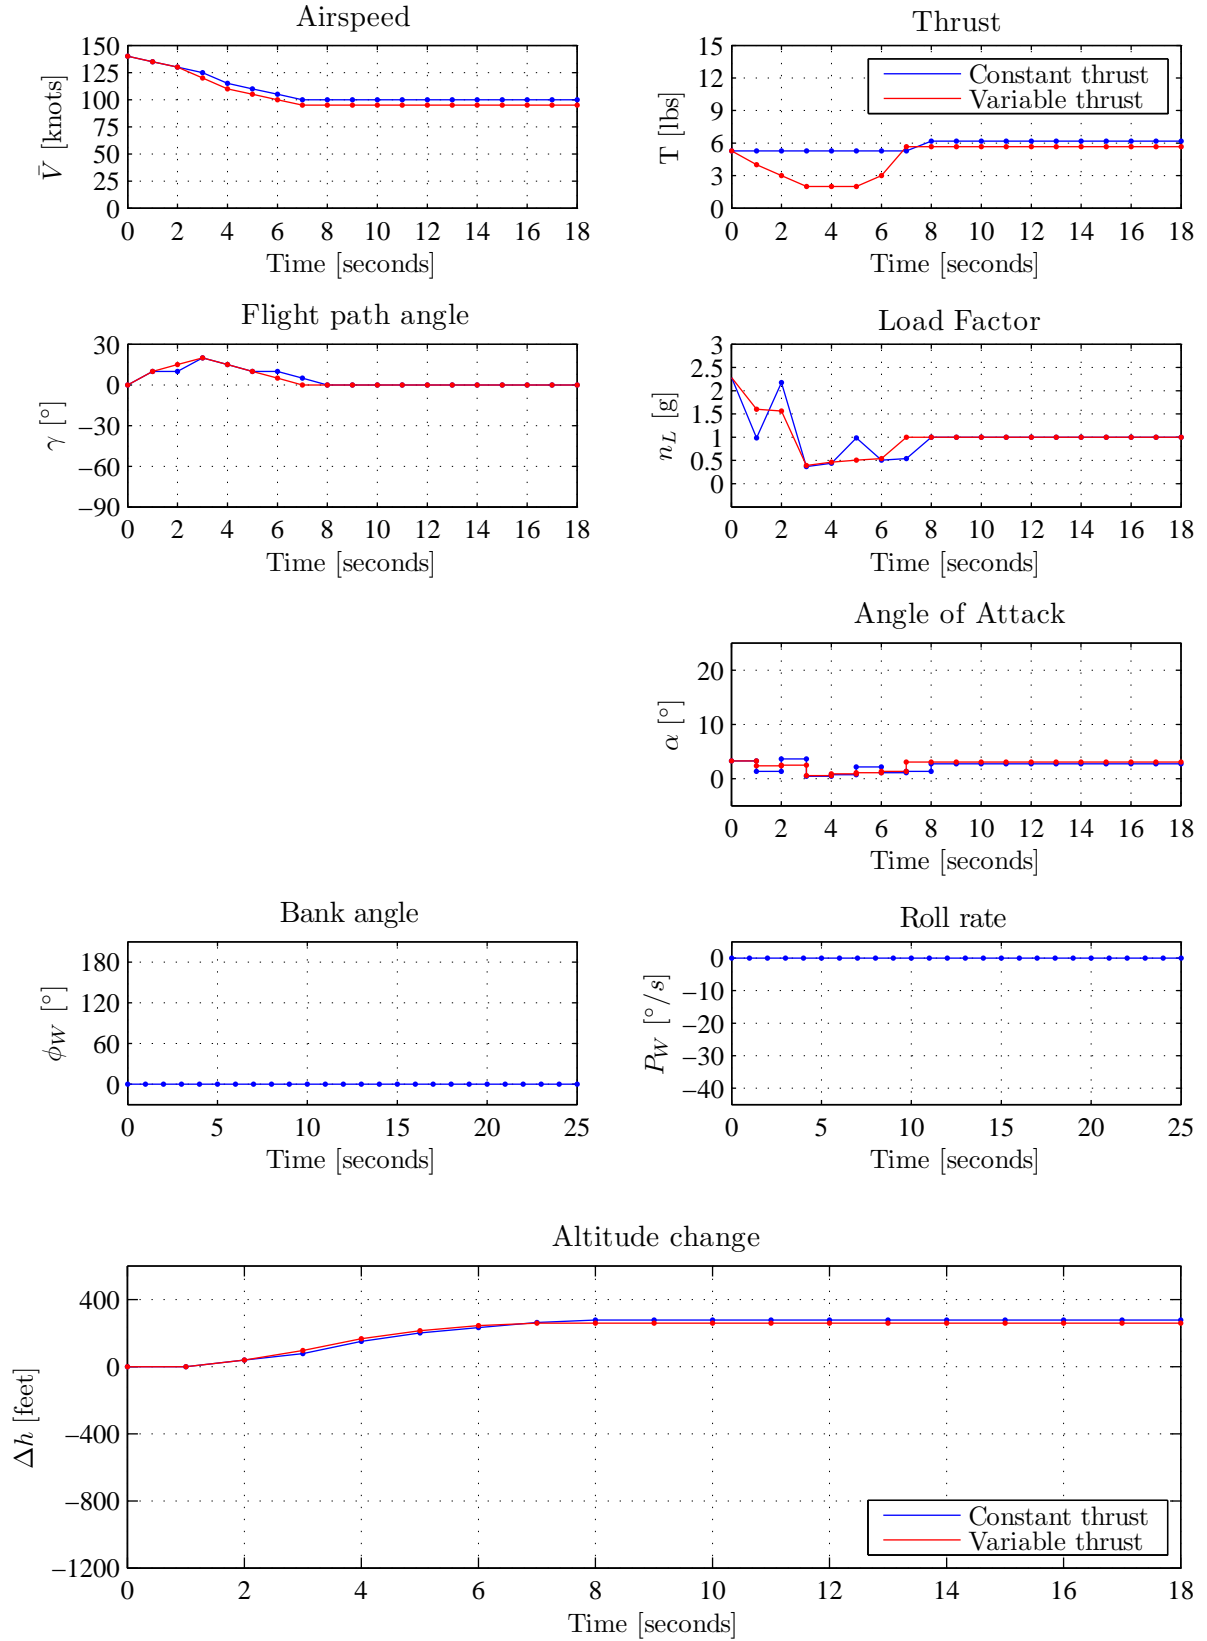 Airspeed
150
125
100
75
50
25
0
V̄ [knots]
0 2 4 6 8 10 12 14 16 18
Time [seconds]
Thrust
15
12
9
6
3
0
T [lbs]
Constant thrust
Variable thrust
0 2 4 6 8 10 12 14 16 18
Time [seconds]
Flight path angle
30
0
−30
−60
−90
γ [°]
0 2 4 6 8 10 12 14 16 18
Time [seconds]
Load Factor
3
2.5
2
1.5
1
0.5
0
n_L [g]
0 2 4 6 8 10 12 14 16 18
Time [seconds]
Angle of Attack
20
10
0
α [°]
0 2 4 6 8 10 12 14 16 18
Time [seconds]
Bank angle
180
120
60
0
ϕ_W [°]
0 5 10 15 20 25
Time [seconds]
Roll rate
0
−10
−20
−30
−40
P_W [°/s]
0 5 10 15 20 25
Time [seconds]
Altitude change
400
0
−400
−800
−1200
Δh [feet]
Constant thrust
Variable thrust
0 2 4 6 8 10 12 14 16 18
Time [seconds]